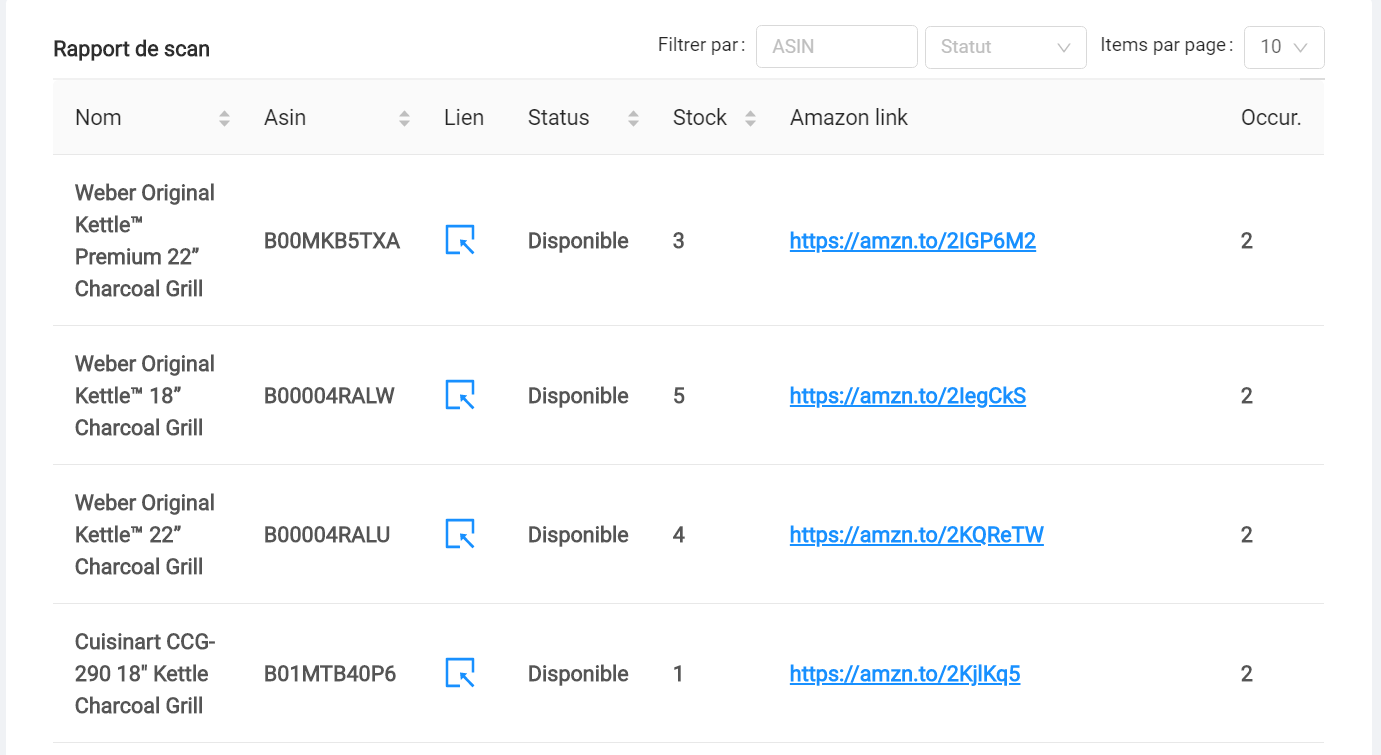 Rapport de scan
Filtrer par : ASIN Statut Items par page : 10
Nom Asin Lien Status Stock Amazon link Occur.
Weber Original
Kettle™
Premium 22”
Charcoal Grill
B00MKB5TXA Disponible 3 https://amzn.to/2IGP6M2 2
Weber Original
Kettle™ 18”
Charcoal Grill
B00004RALW Disponible 5 https://amzn.to/2IegCkS 2
Weber Original
Kettle™ 22”
Charcoal Grill
B00004RALU Disponible 4 https://amzn.to/2KQReTW 2
Cuisinart CCG-
290 18" Kettle
Charcoal Grill
B01MTB40P6 Disponible 1 https://amzn.to/2KjlKq5 2